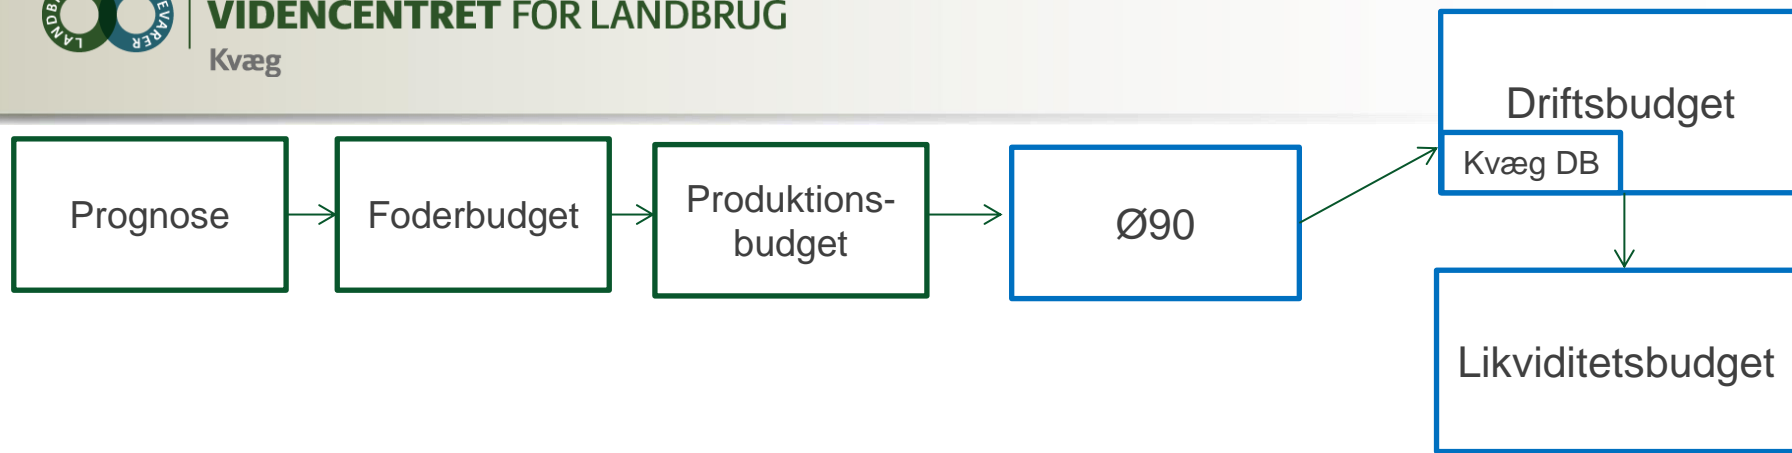 VIDENCENTRET FOR LANDBRUG
Kvæg
Driftsbudget
Kvæg DB
Prognose
Foderbudget
Produktions-
budget
Ø90
Likviditetsbudget